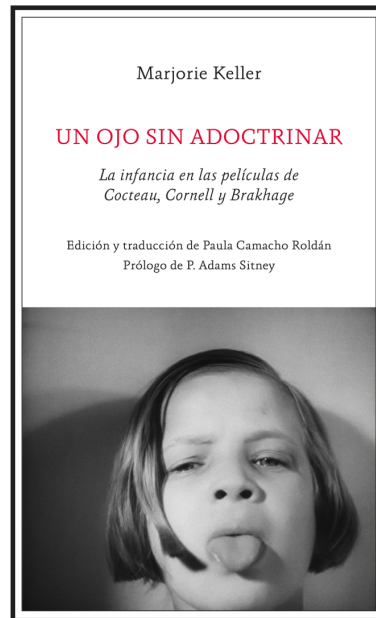 Marjorie Keller
UN OJO SIN ADOCTRINAR
La infancia en las películas de
Cocteau, Cornell y Brakhage
Edición y traducción de Paula Camacho Roldán
Prólogo de P. Adams Sitney